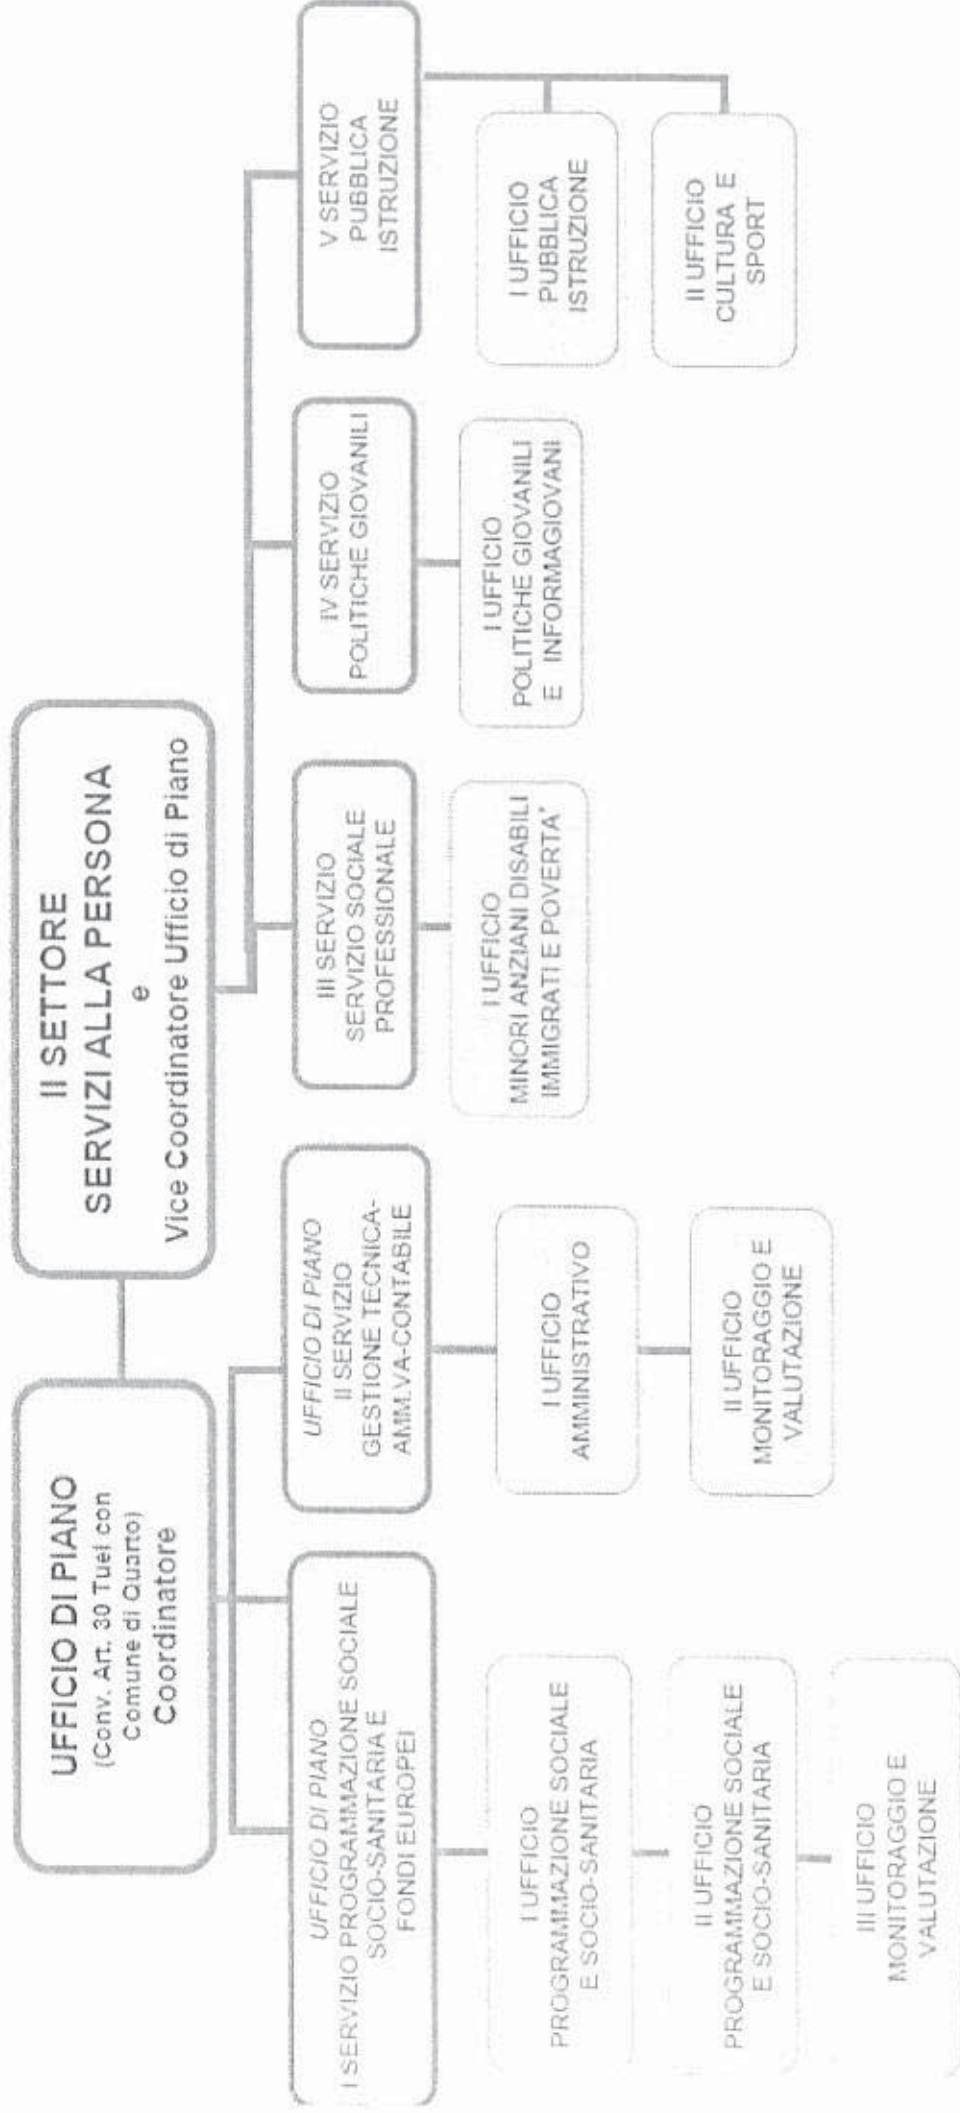 UFFICIO DI PIANO
(Conv. Art. 30 Tuel con
Comune di Quarto)
Coordinatore
II SETTORE
SERVIZI ALLA PERSONA
e
Vice Coordinatore Ufficio di Piano
UFFICIO DI PIANO
I SERVIZIO PROGRAMMAZIONE SOCIALE
SOCIO-SANITARIA E
FONDI EUROPEI
I UFFICIO
PROGRAMMAZIONE SOCIALE
E SOCIO-SANITARIA
II UFFICIO
PROGRAMMAZIONE SOCIALE
E SOCIO-SANITARIA
III UFFICIO
MONITORAGGIO E
VALUTAZIONE
UFFICIO DI PIANO
II SERVIZIO
GESTIONE TECNICA-
AMM.VA-CONTABILE
I UFFICIO
AMMINISTRATIVO
II UFFICIO
MONITORAGGIO E
VALUTAZIONE
III SERVIZIO
SERVIZIO SOCIALE
PROFESSIONALE
I UFFICIO
MINORI ANZIANI DISABILI
IMMIGRATI E POVERTA'
IV SERVIZIO
POLITICHE GIOVANILI
I UFFICIO
POLITICHE GIOVANILI
E INFORMAGIOVANI
V SERVIZIO
PUBBLICA
ISTRUZIONE
I UFFICIO
PUBBLICA
ISTRUZIONE
II UFFICIO
CULTURA E
SPORT